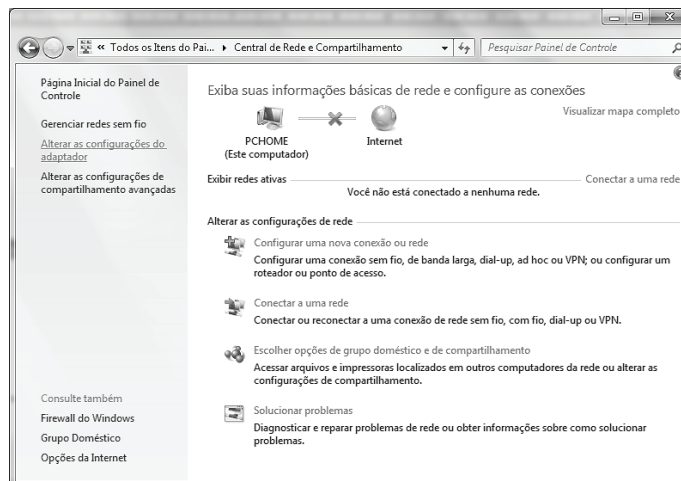 « Todos os Itens do Pai... ▸ Central de Rede e Compartilhamento
Pesquisar Painel de Controle
Página Inicial do Painel de
Controle
Gerenciar redes sem fio
Alterar as configurações do
adaptador
Alterar as configurações de
compartilhamento avançadas
Exiba suas informações básicas de rede e configure as conexões
Visualizar mapa completo
PCHOME
(Este computador)
Internet
Exibir redes ativas
Conectar a uma rede
Você não está conectado a nenhuma rede.
Alterar as configurações de rede
Configurar uma nova conexão ou rede
Configurar uma conexão sem fio, de banda larga, dial-up, ad hoc ou VPN; ou configurar um
roteador ou ponto de acesso.
Conectar a uma rede
Conectar ou reconectar a uma conexão de rede sem fio, com fio, dial-up ou VPN.
Escolher opções de grupo doméstico e de compartilhamento
Acessar arquivos e impressoras localizados em outros computadores da rede ou alterar as
configurações de compartilhamento.
Solucionar problemas
Diagnosticar e reparar problemas de rede ou obter informações sobre como solucionar
problemas.
Consulte também
Firewall do Windows
Grupo Doméstico
Opções da Internet